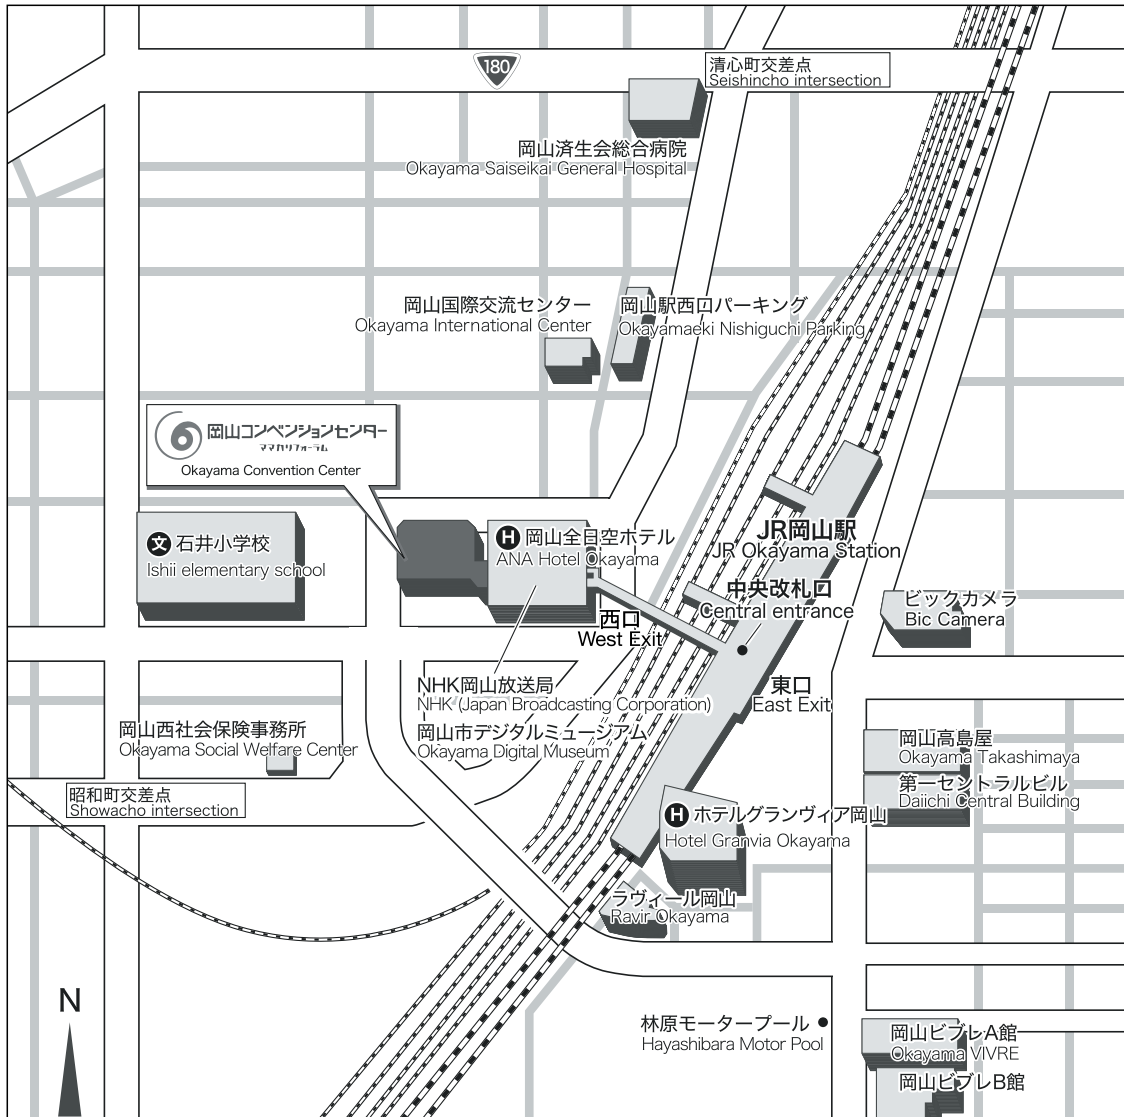 180
清心町交差点
Seishincho intersection
岡山済生会総合病院
Okayama Saiseikai General Hospital
岡山国際交流センター
Okayama International Center
岡山駅西口パーキング
Okayamaeki Nishiguchi Parking
岡山コンベンションセンター
ママカリフォーラム
Okayama Convention Center
文 石井小学校
Ishii elementary school
H 岡山全日空ホテル
ANA Hotel Okayama
JR岡山駅
JR Okayama Station
中央改札口
Central entrance
ビックカメラ
Bic Camera
西口
West Exit
NHK岡山放送局
NHK (Japan Broadcasting Corporation)
岡山市デジタルミュージアム
Okayama Digital Museum
東口
East Exit
岡山西社会保険事務所
Okayama Social Welfare Center
岡山高島屋
Okayama Takashimaya
第一セントラルビル
Daiichi Central Building
昭和町交差点
Showacho intersection
H ホテルグランヴィア岡山
Hotel Granvia Okayama
ラヴィール岡山
Ravir Okayama
N
林原モータープール
Hayashibara Motor Pool
岡山ビブレA館
Okayama VIVRE
岡山ビブレB館